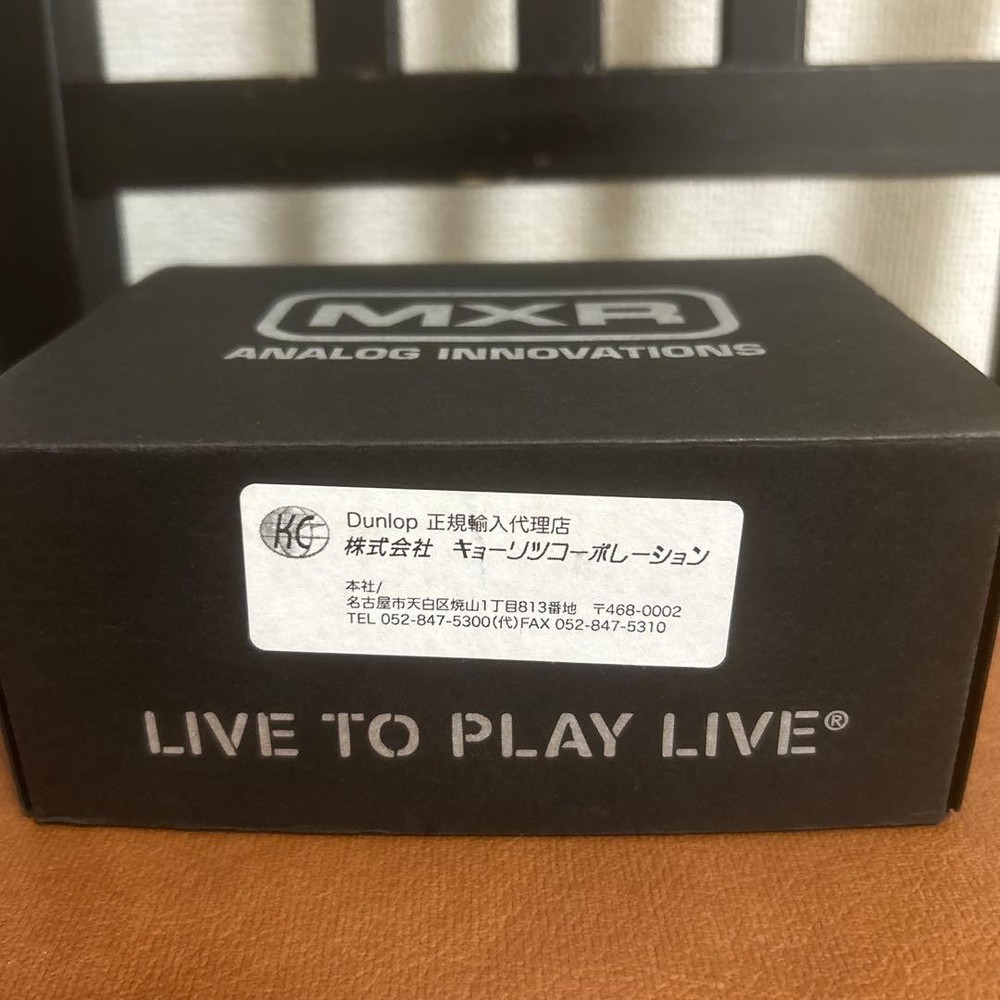 MXR
ANALOG INNOVATIONS
KC
Dunlop 正規輸入代理店
株式会社 キョーリツコーポレーション
本社/
名古屋市天白区焼山1丁目813番地 〒468-0002
TEL 052-847-5300(代)FAX 052-847-5310
LIVE TO PLAY LIVE®